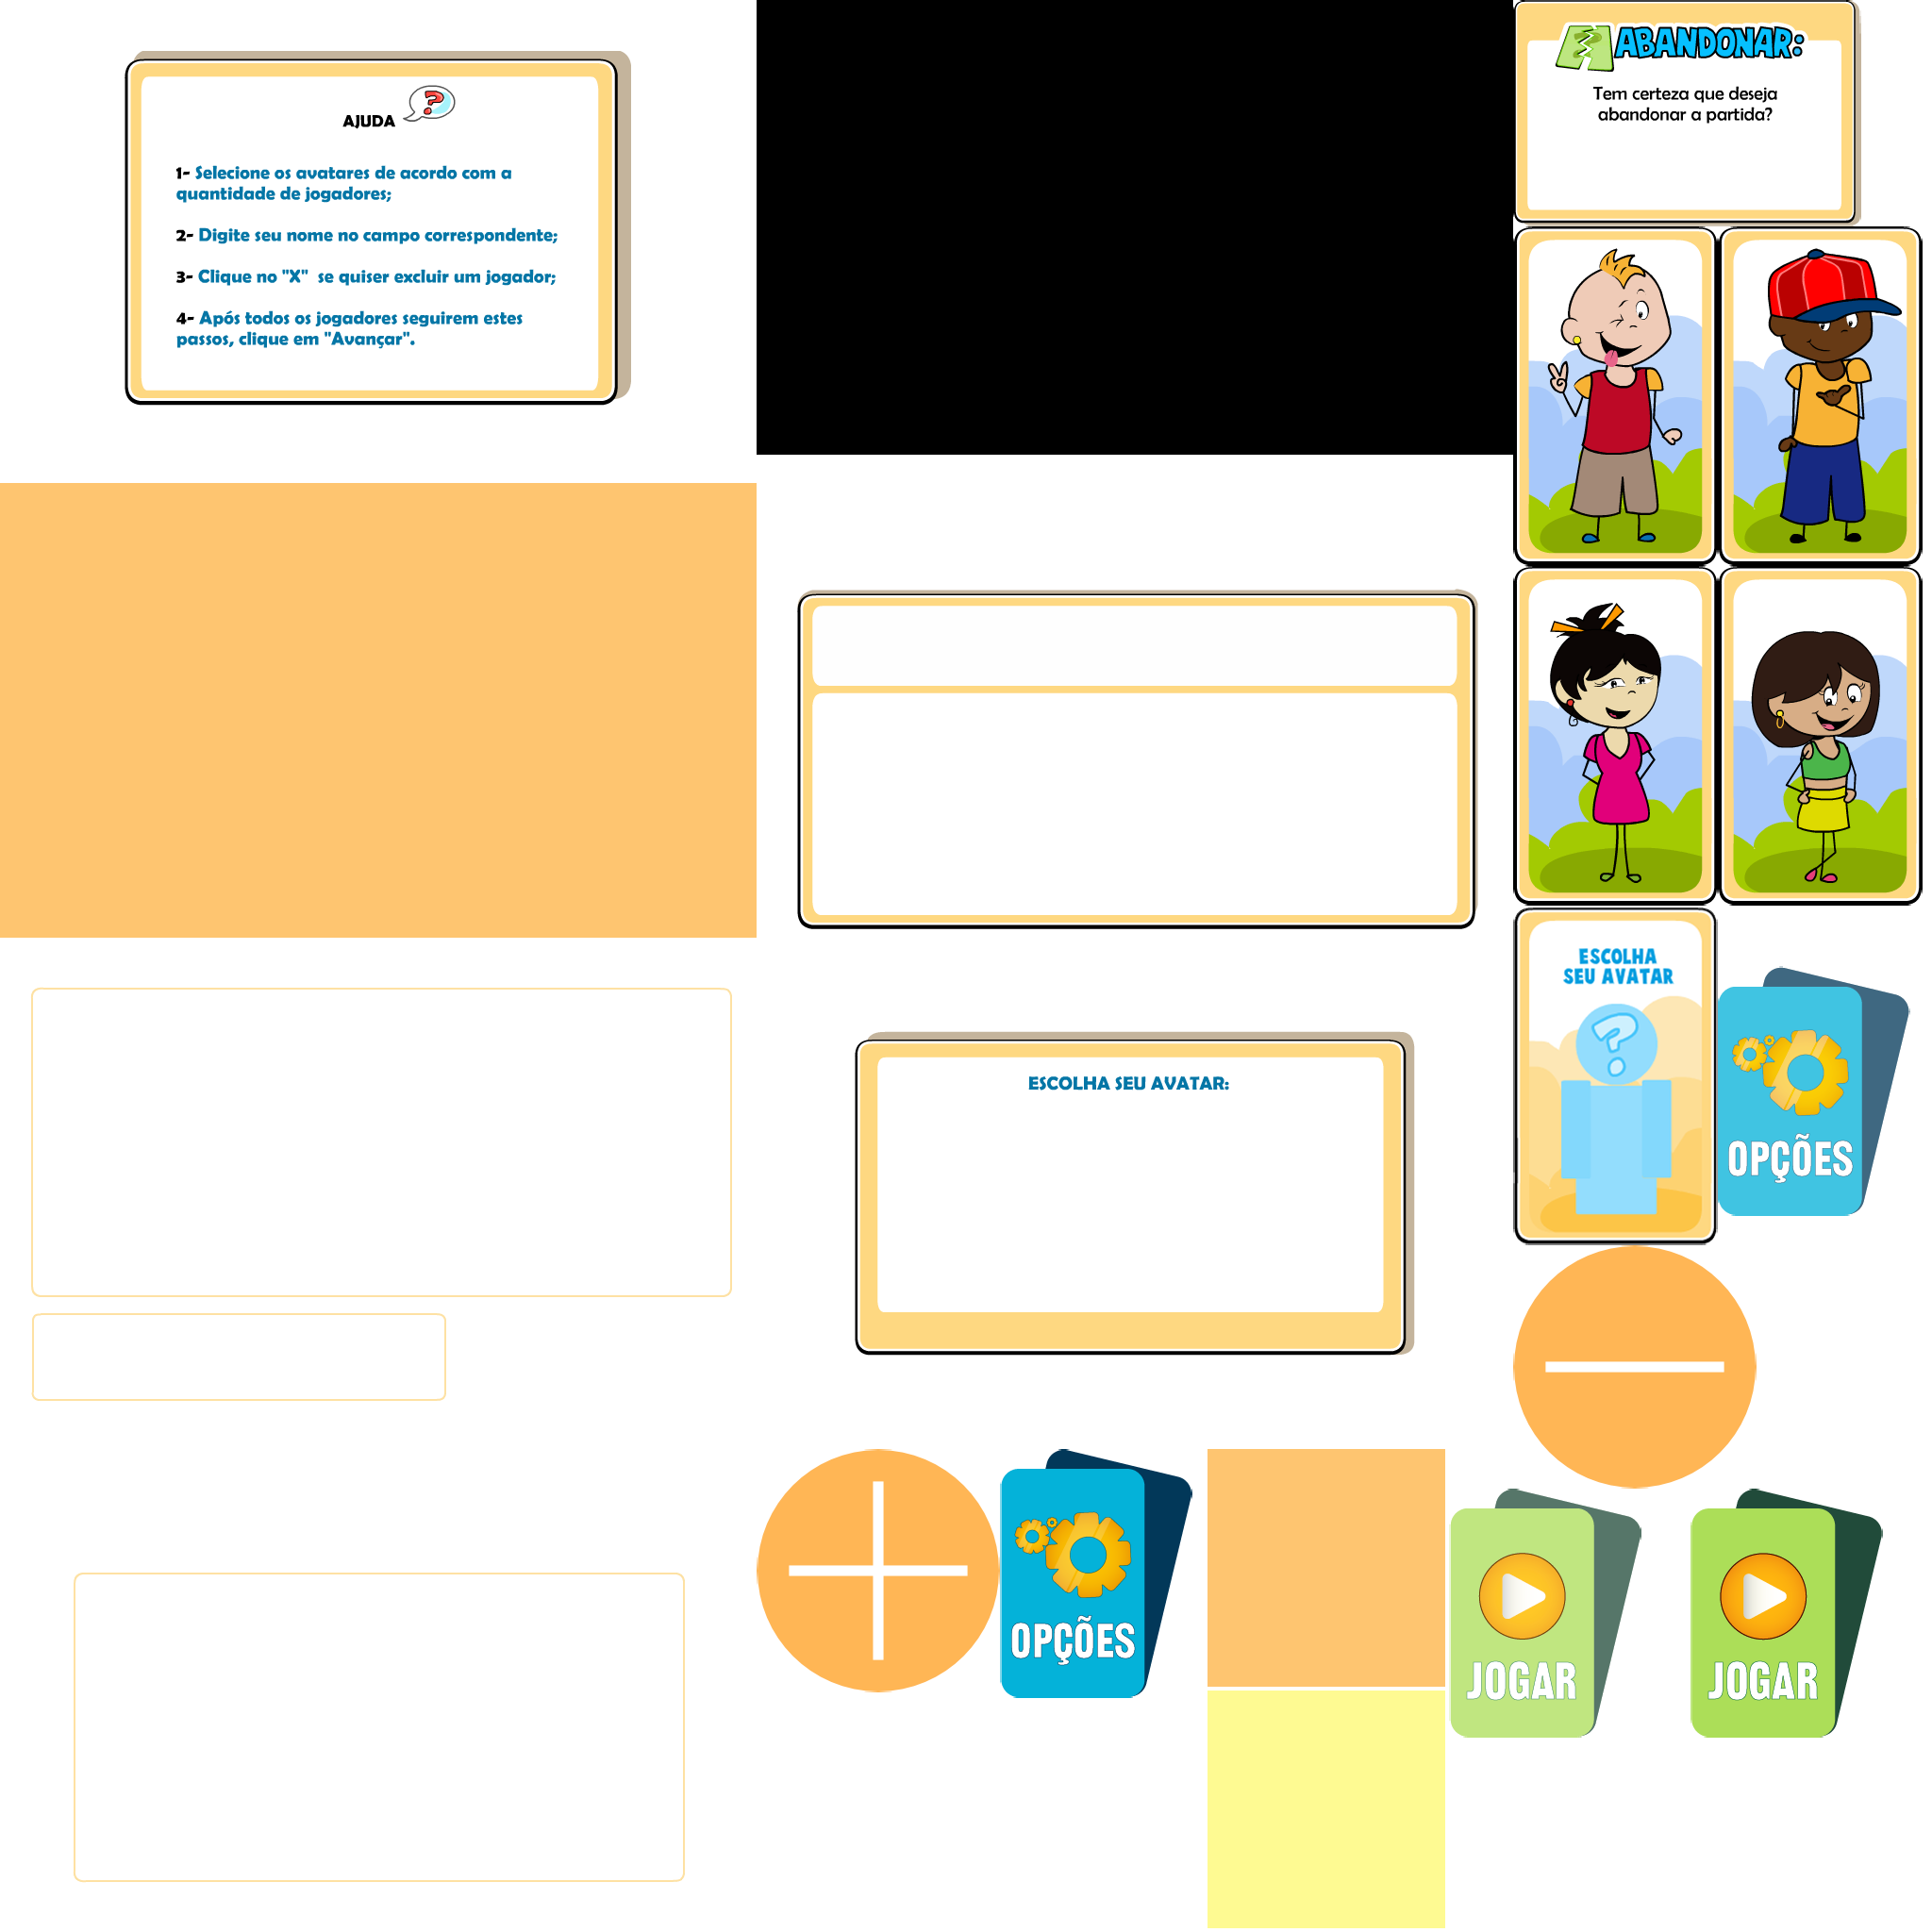 AJUDA
1- Selecione os avatares de acordo com a
quantidade de jogadores;
2- Digite seu nome no campo correspondente;
3- Clique no "X"  se quiser excluir um jogador;
4- Após todos os jogadores seguirem estes
passos, clique em "Avançar".
ABANDONAR:
Tem certeza que deseja
abandonar a partida?
ESCOLHA
SEU AVATAR
OPÇÕES
ESCOLHA SEU AVATAR:
OPÇÕES
JOGAR
JOGAR